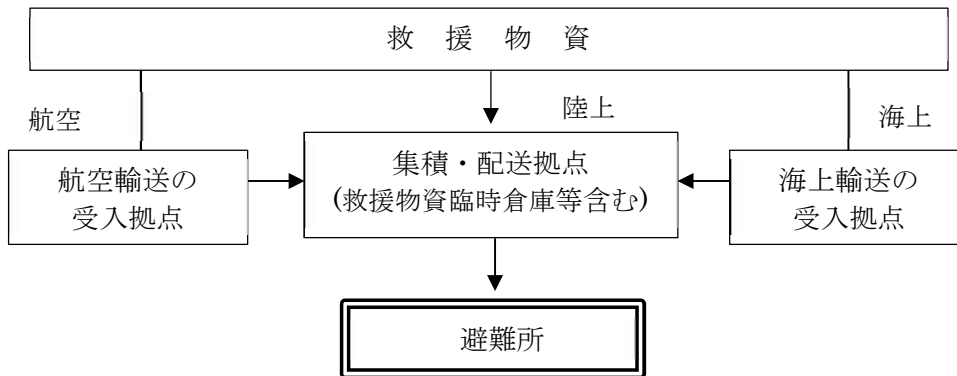 救 援 物 資
航空
陸上
海上
航空輸送の
受入拠点
集積・配送拠点
(救援物資臨時倉庫等含む)
海上輸送の
受入拠点
避難所